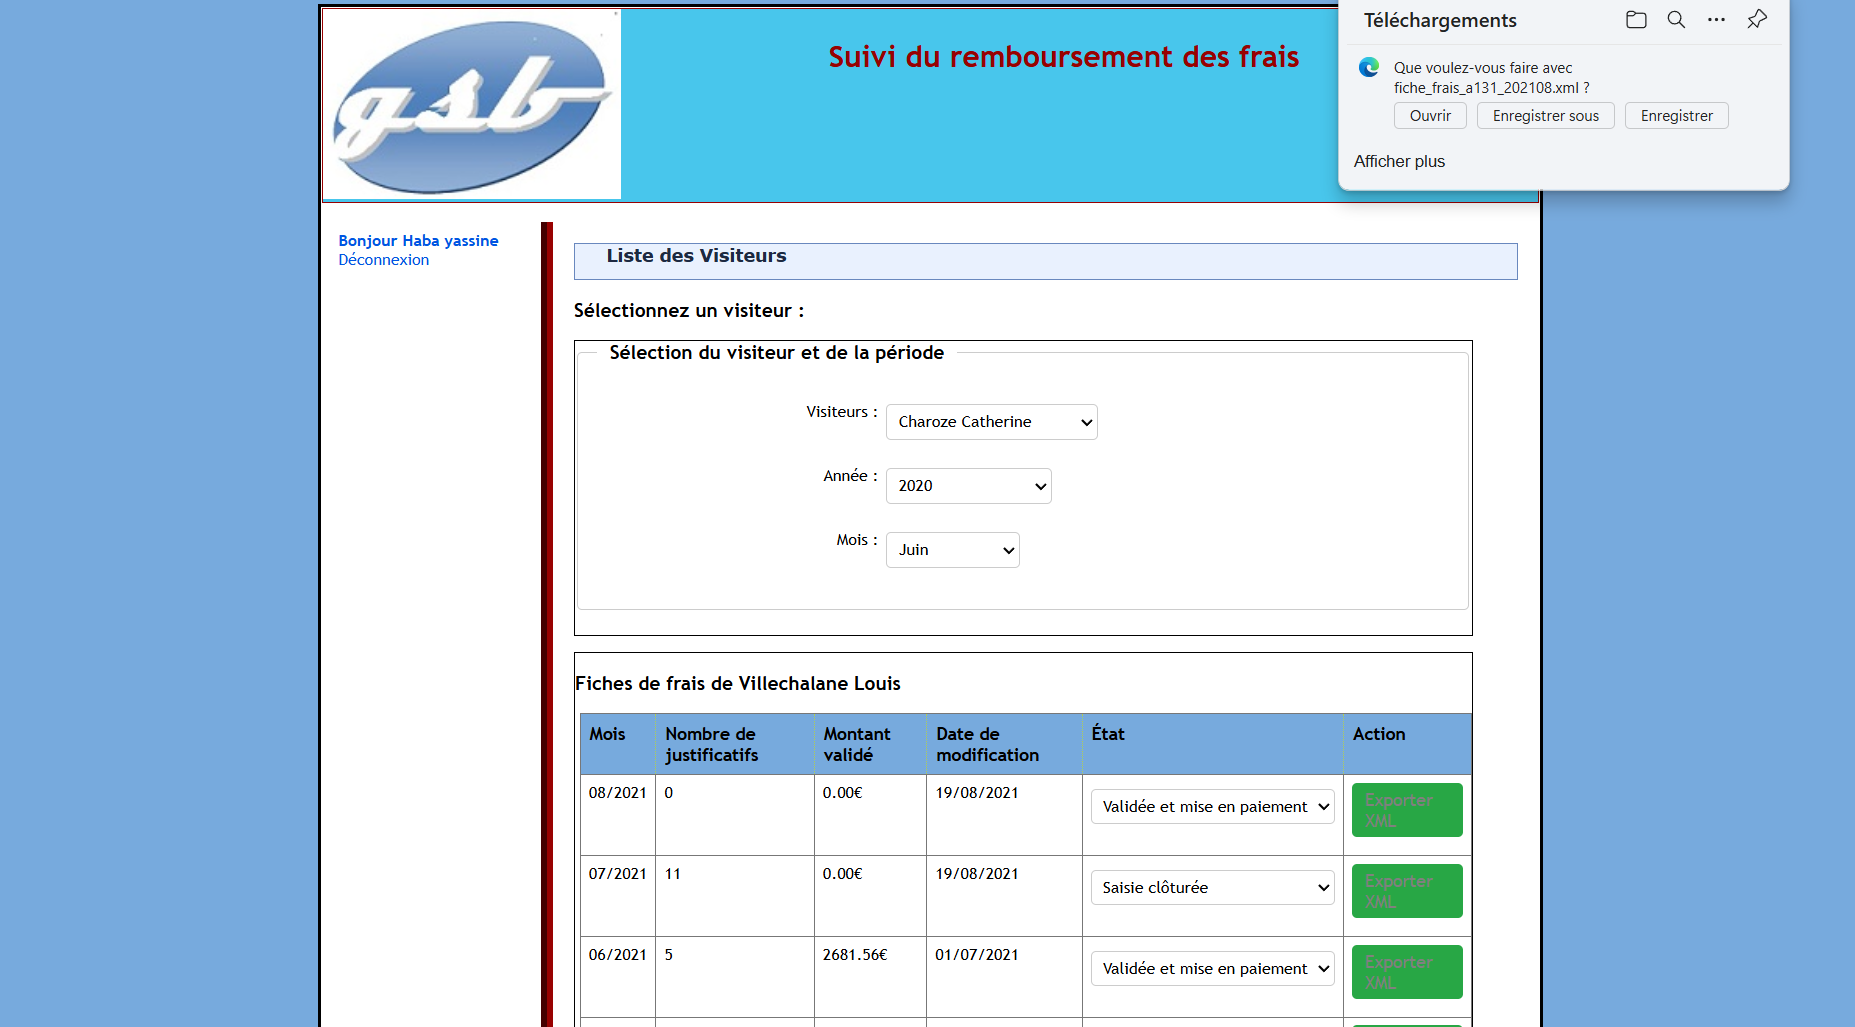 gsb
Suivi du remboursement des frais
Téléchargements
Que voulez-vous faire avec
fiche_frais_a131_202108.xml ?
Ouvrir
Enregistrer sous
Enregistrer
Afficher plus
Bonjour Haba yassine
Déconnexion
Liste des Visiteurs
Sélectionnez un visiteur :
Sélection du visiteur et de la période
Visiteurs : Charoze Catherine
Année : 2020
Mois : Juin
Fiches de frais de Villechalane Louis
Mois Nombre de Montant Date de État Action
justificatifs validé modification
08/2021 0 0.00€ 19/08/2021 Validée et mise en paiement Exporter
XML
07/2021 11 0.00€ 19/08/2021 Saisie clôturée Exporter
XML
06/2021 5 2681.56€ 01/07/2021 Validée et mise en paiement Exporter
XML